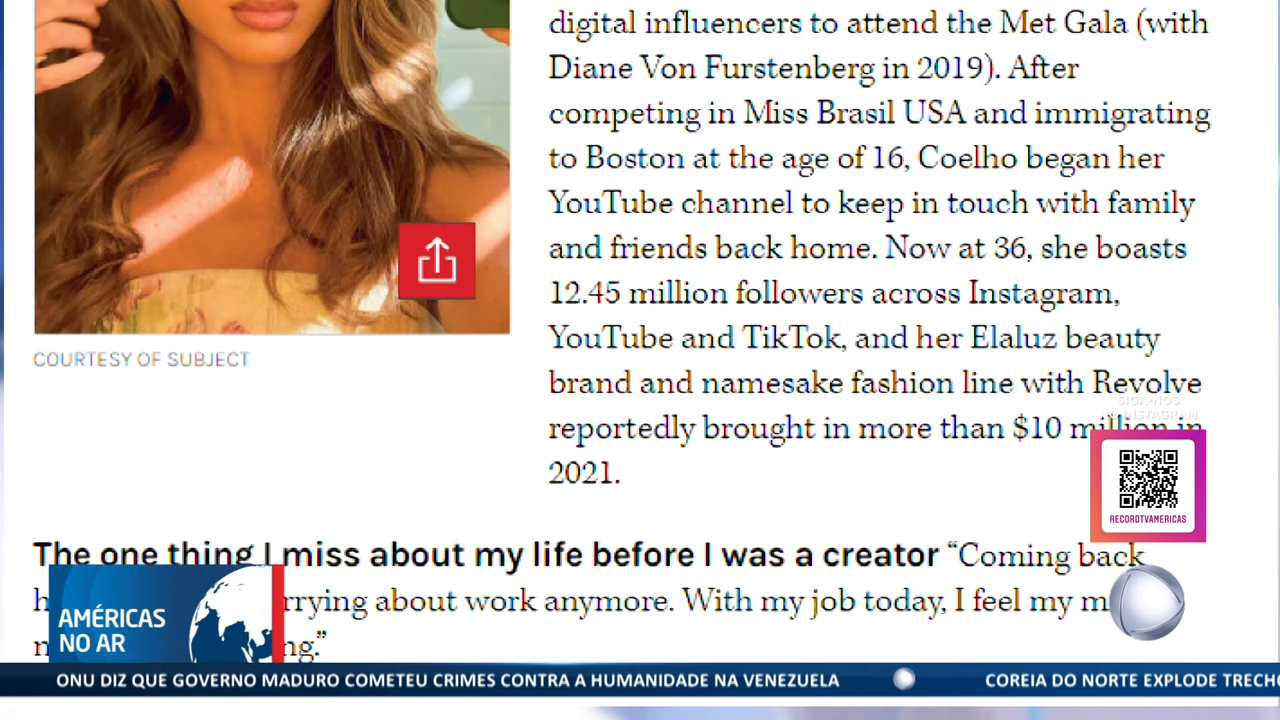 digital influencers to attend the Met Gala (with
Diane Von Furstenberg in 2019). After
competing in Miss Brasil USA and immigrating
to Boston at the age of 16, Coelho began her
YouTube channel to keep in touch with family
and friends back home. Now at 36, she boasts
12.45 million followers across Instagram,
YouTube and TikTok, and her Elaluz beauty
brand and namesake fashion line with Revolve
reportedly brought in more than $10 million in
2021.
COURTESY OF SUBJECT
SIGA-NOS
NO INSTAGRAM
RECORDTVAMERICAS
The one thing I miss about my life before I was a creator “Coming back
about work anymore. With my job today, I feel my
AMÉRICAS
NO AR
ONU DIZ QUE GOVERNO MADURO COMETEU CRIMES CONTRA A HUMANIDADE NA VENEZUELA
COREIA DO NORTE EXPLODE